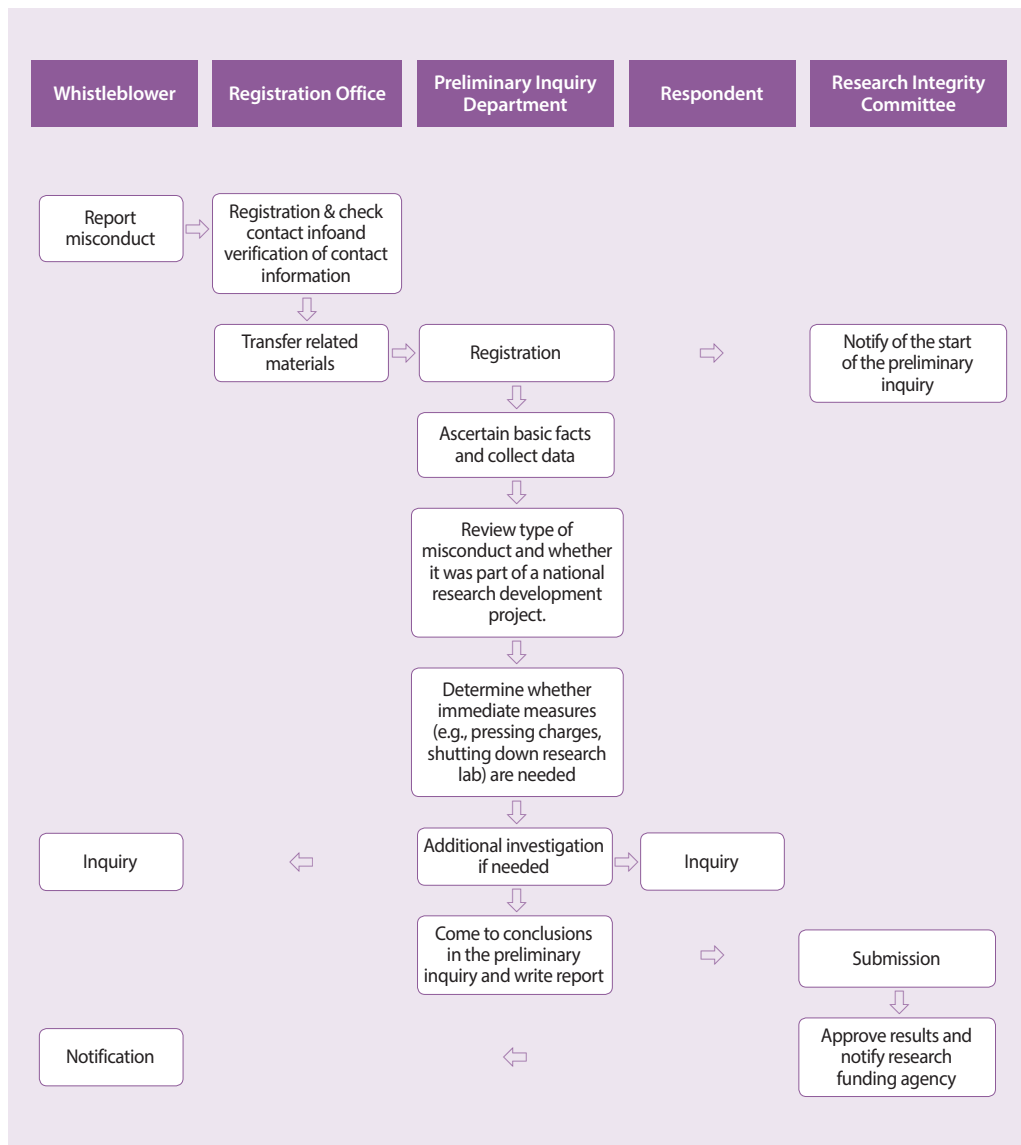 Whistleblower
Registration Office
Preliminary Inquiry
Department
Respondent
Research Integrity
Committee
Report
misconduct
Registration & check
contact infoand
verification of contact
information
Transfer related
materials
Registration
Notify of the start
of the preliminary
inquiry
Ascertain basic facts
and collect data
Review type of
misconduct and whether
it was part of a national
research development
project.
Determine whether
immediate measures
(e.g., pressing charges,
shutting down research
lab) are needed
Inquiry
Additional investigation
if needed
Inquiry
Come to conclusions
in the preliminary
inquiry and write report
Submission
Notification
Approve results and
notify research
funding agency